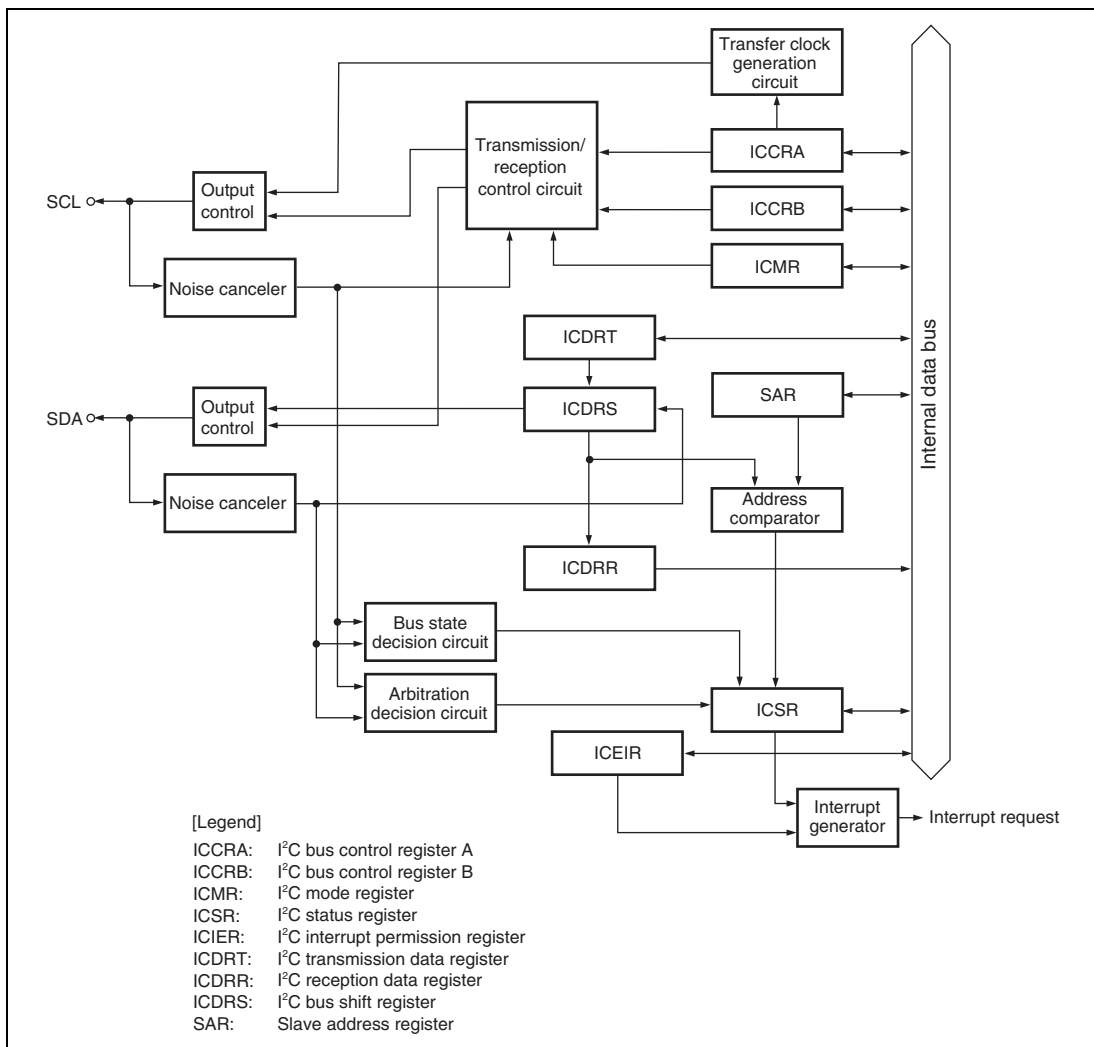 Transfer clock
generation
circuit
Transmission/
reception
control circuit
ICCRA
SCL
Output
control
ICCRB
Noise canceler
ICMR
ICDRT
Internal data bus
SDA
Output
control
ICDRS
SAR
Noise canceler
Address
comparator
ICDRR
Bus state
decision circuit
Arbitration
decision circuit
ICSR
ICEIR
Interrupt
generator
Interrupt request
[Legend]
ICCRA: I²C bus control register A
ICCRB: I²C bus control register B
ICMR: I²C mode register
ICSR: I²C status register
ICIER: I²C interrupt permission register
ICDRT: I²C transmission data register
ICDRR: I²C reception data register
ICDRS: I²C bus shift register
SAR: Slave address register